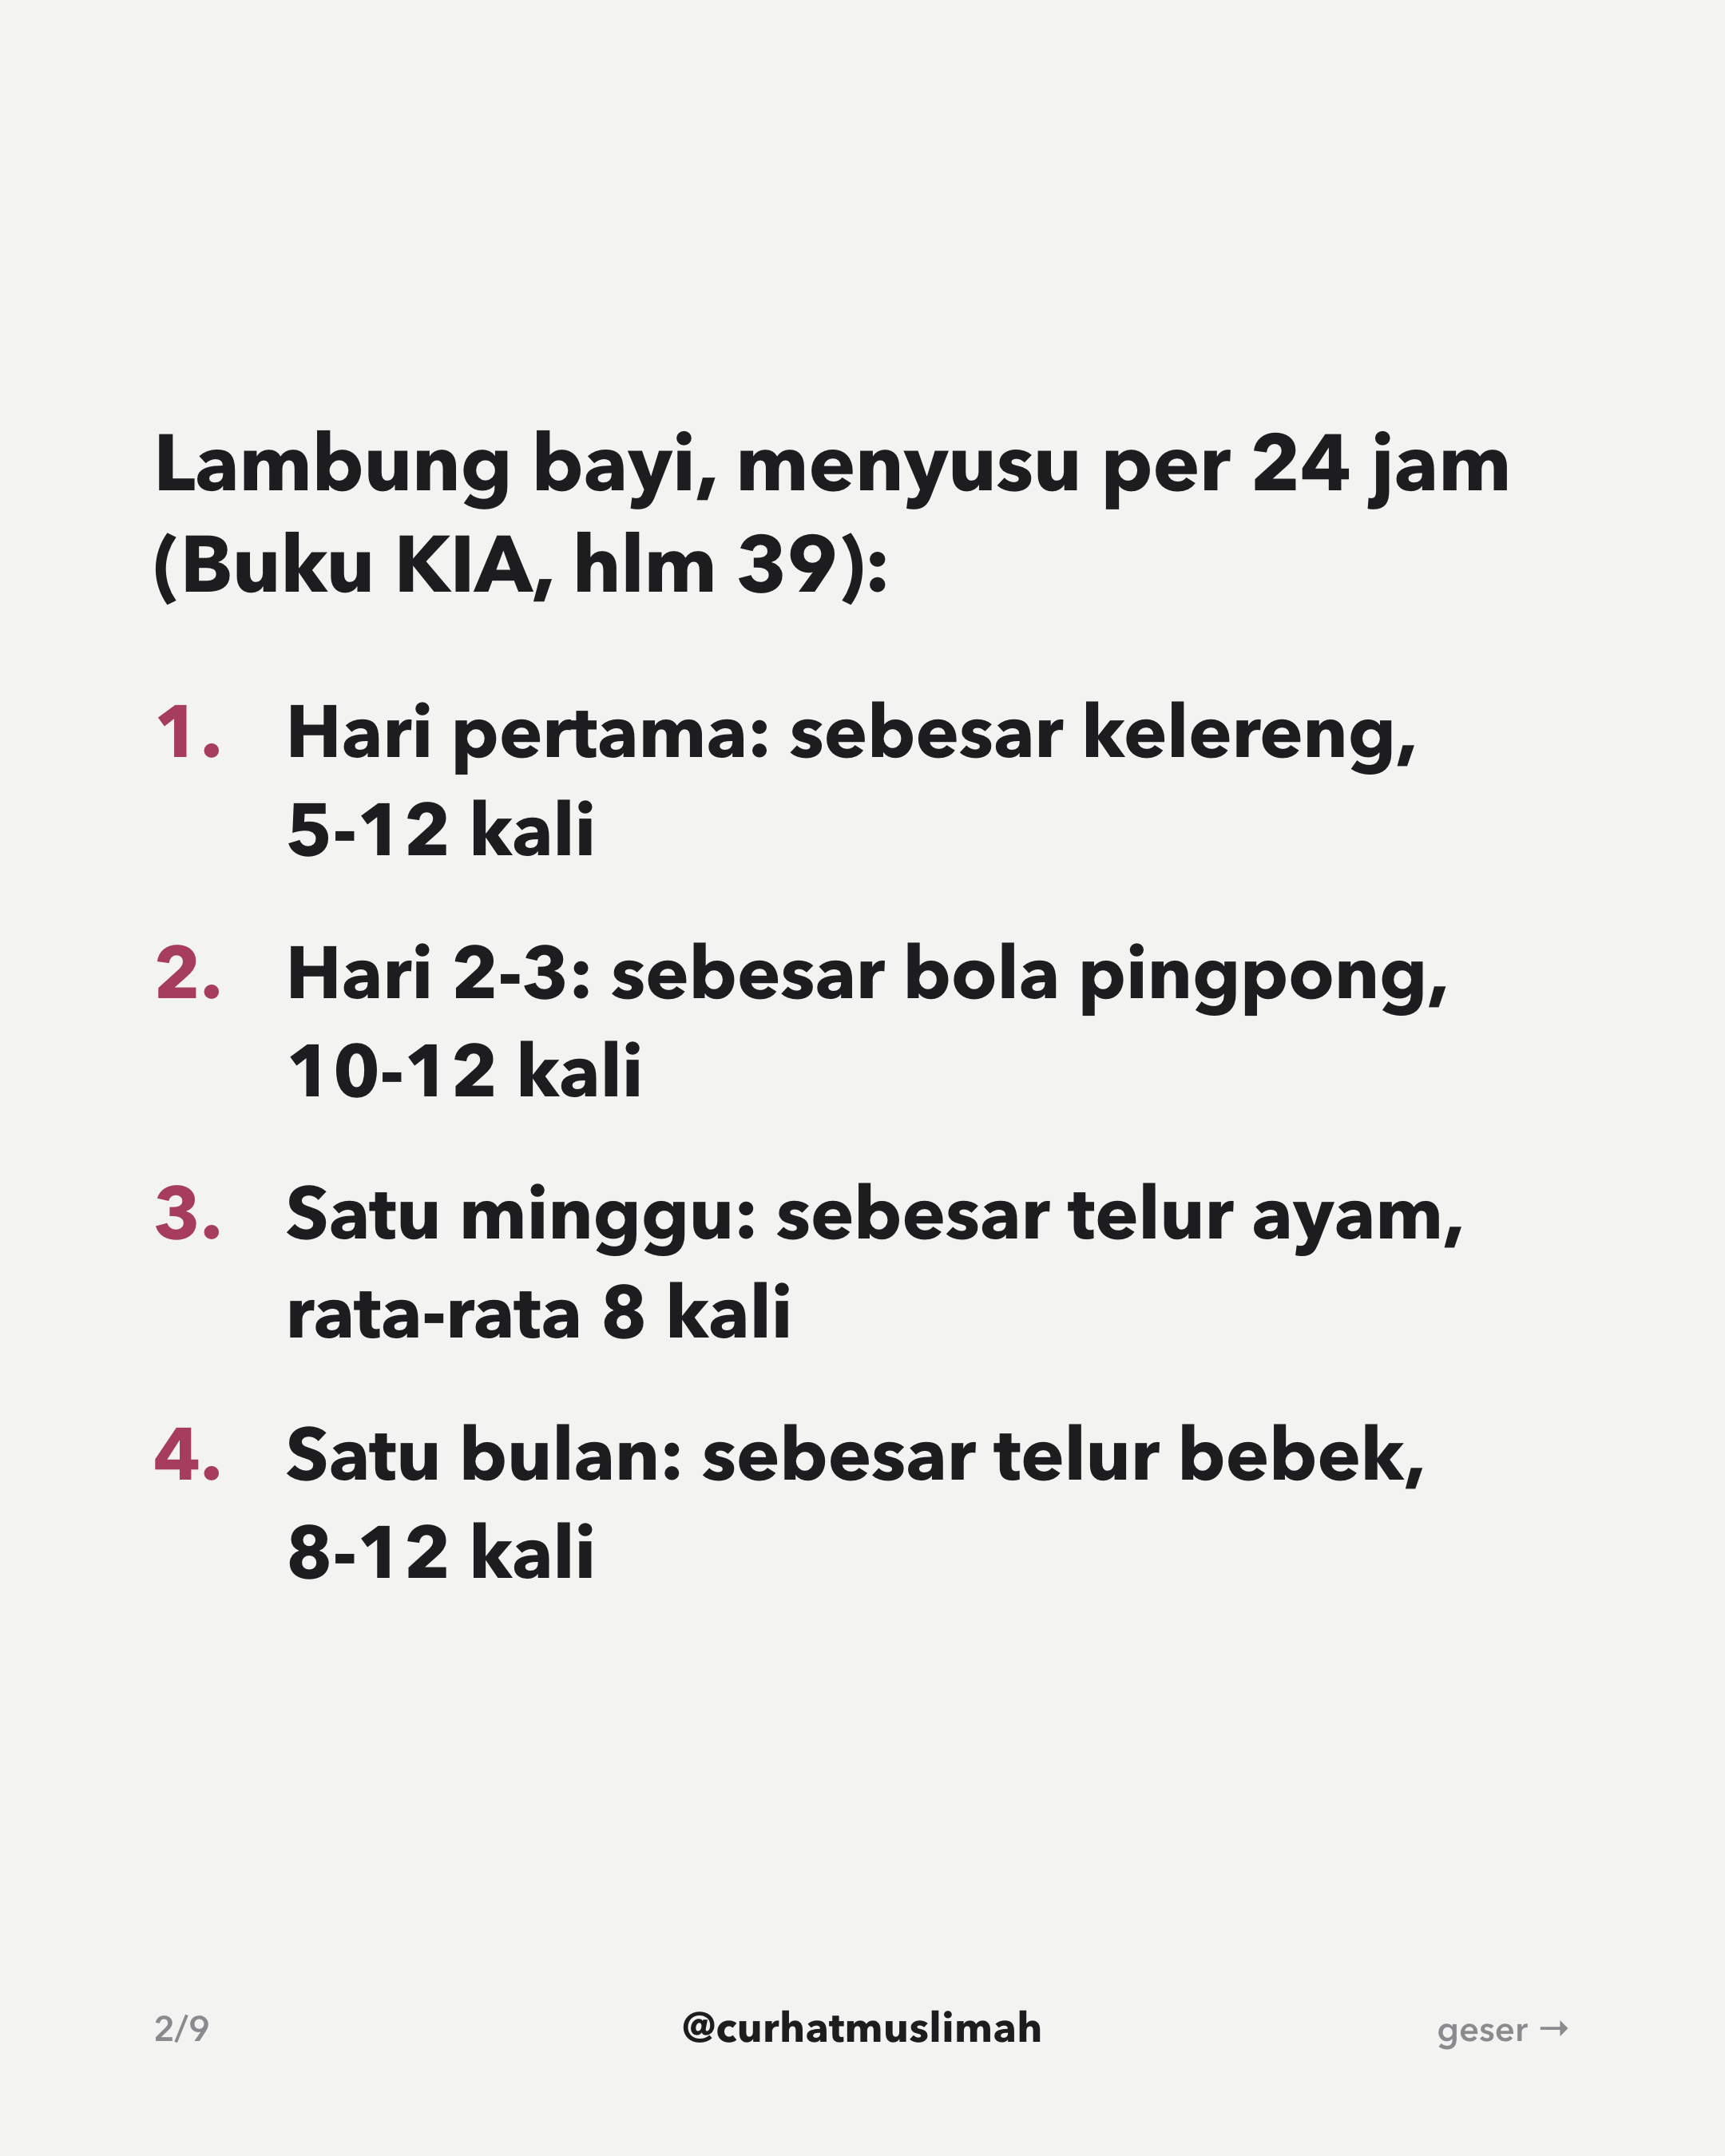 Lambung bayi, menyusu per 24 jam
(Buku KIA, hlm 39):
1. Hari pertama: sebesar kelereng,
5-12 kali
2. Hari 2-3: sebesar bola pingpong,
10-12 kali
3. Satu minggu: sebesar telur ayam,
rata-rata 8 kali
4. Satu bulan: sebesar telur bebek,
8-12 kali
2/9
@curhatmuslimah
geser →